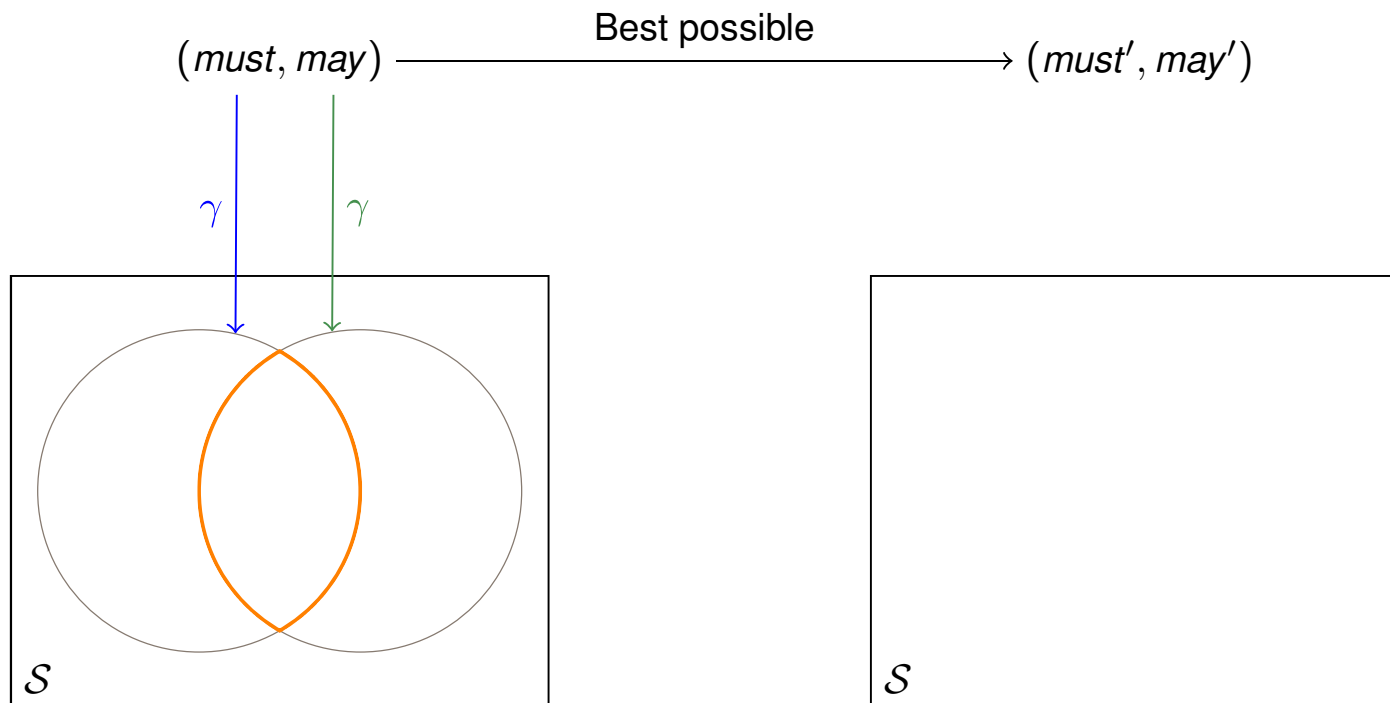 Best possible
(must, may) (must′, may′)
γ γ
𝒮 𝒮